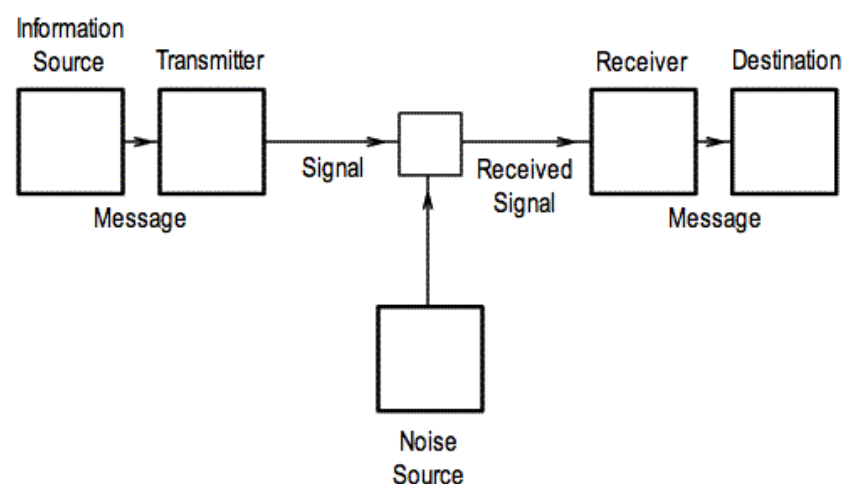 Information
Source
Transmitter
Receiver
Destination
Signal
Received
Signal
Message
Message
Noise
Source